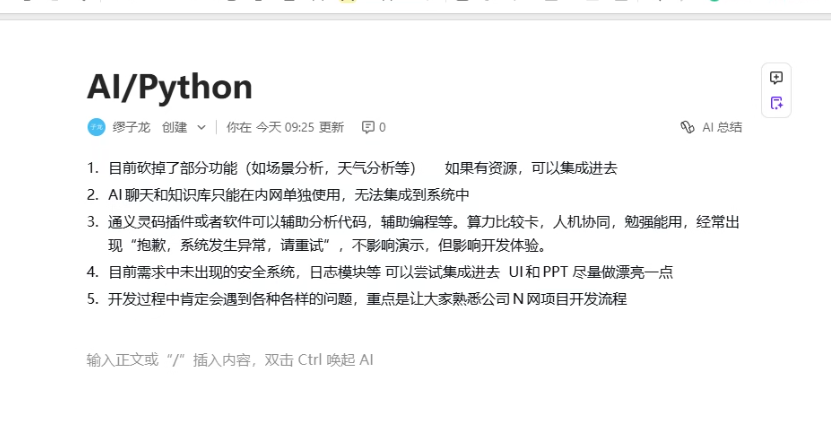 AI/Python
缪子龙 创建 你在 今天 09:25 更新 0 AI 总结
1. 目前砍掉了部分功能（如场景分析，天气分析等） 如果有资源，可以集成进去
2. AI 聊天和知识库只能在内网单独使用，无法集成到系统中
3. 通义灵码插件或者软件可以辅助分析代码，辅助编程等。算力比较卡，人机协同，勉强能用，经常出
现“抱歉，系统发生异常，请重试”，不影响演示，但影响开发体验。
4. 目前需求中未出现的安全系统，日志模块等 可以尝试集成进去 UI 和 PPT 尽量做漂亮一点
5. 开发过程中肯定会遇到各种各样的问题，重点是让大家熟悉公司 N 网项目开发流程
输入正文或“/”插入内容，双击 Ctrl 唤起 AI